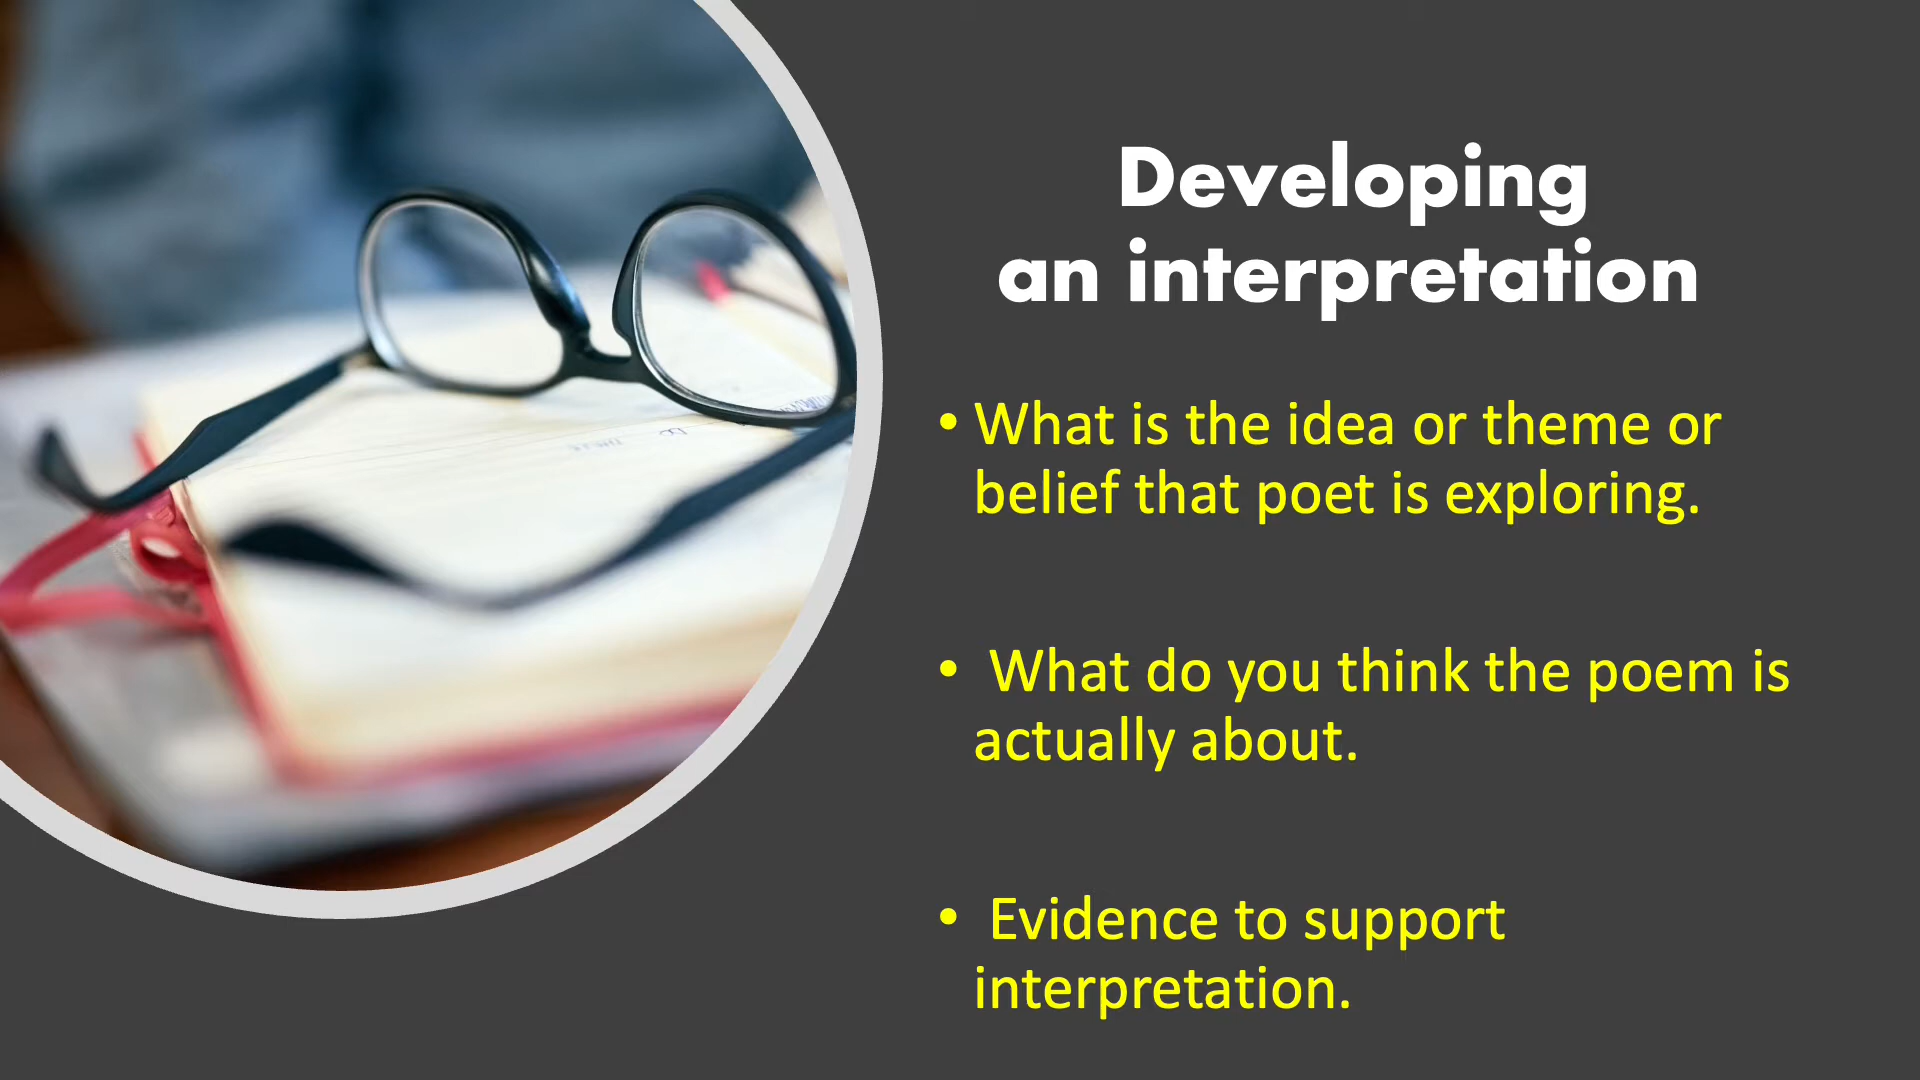 Developing
an interpretation
• What is the idea or theme or
belief that poet is exploring.
• What do you think the poem is
actually about.
• Evidence to support
interpretation.